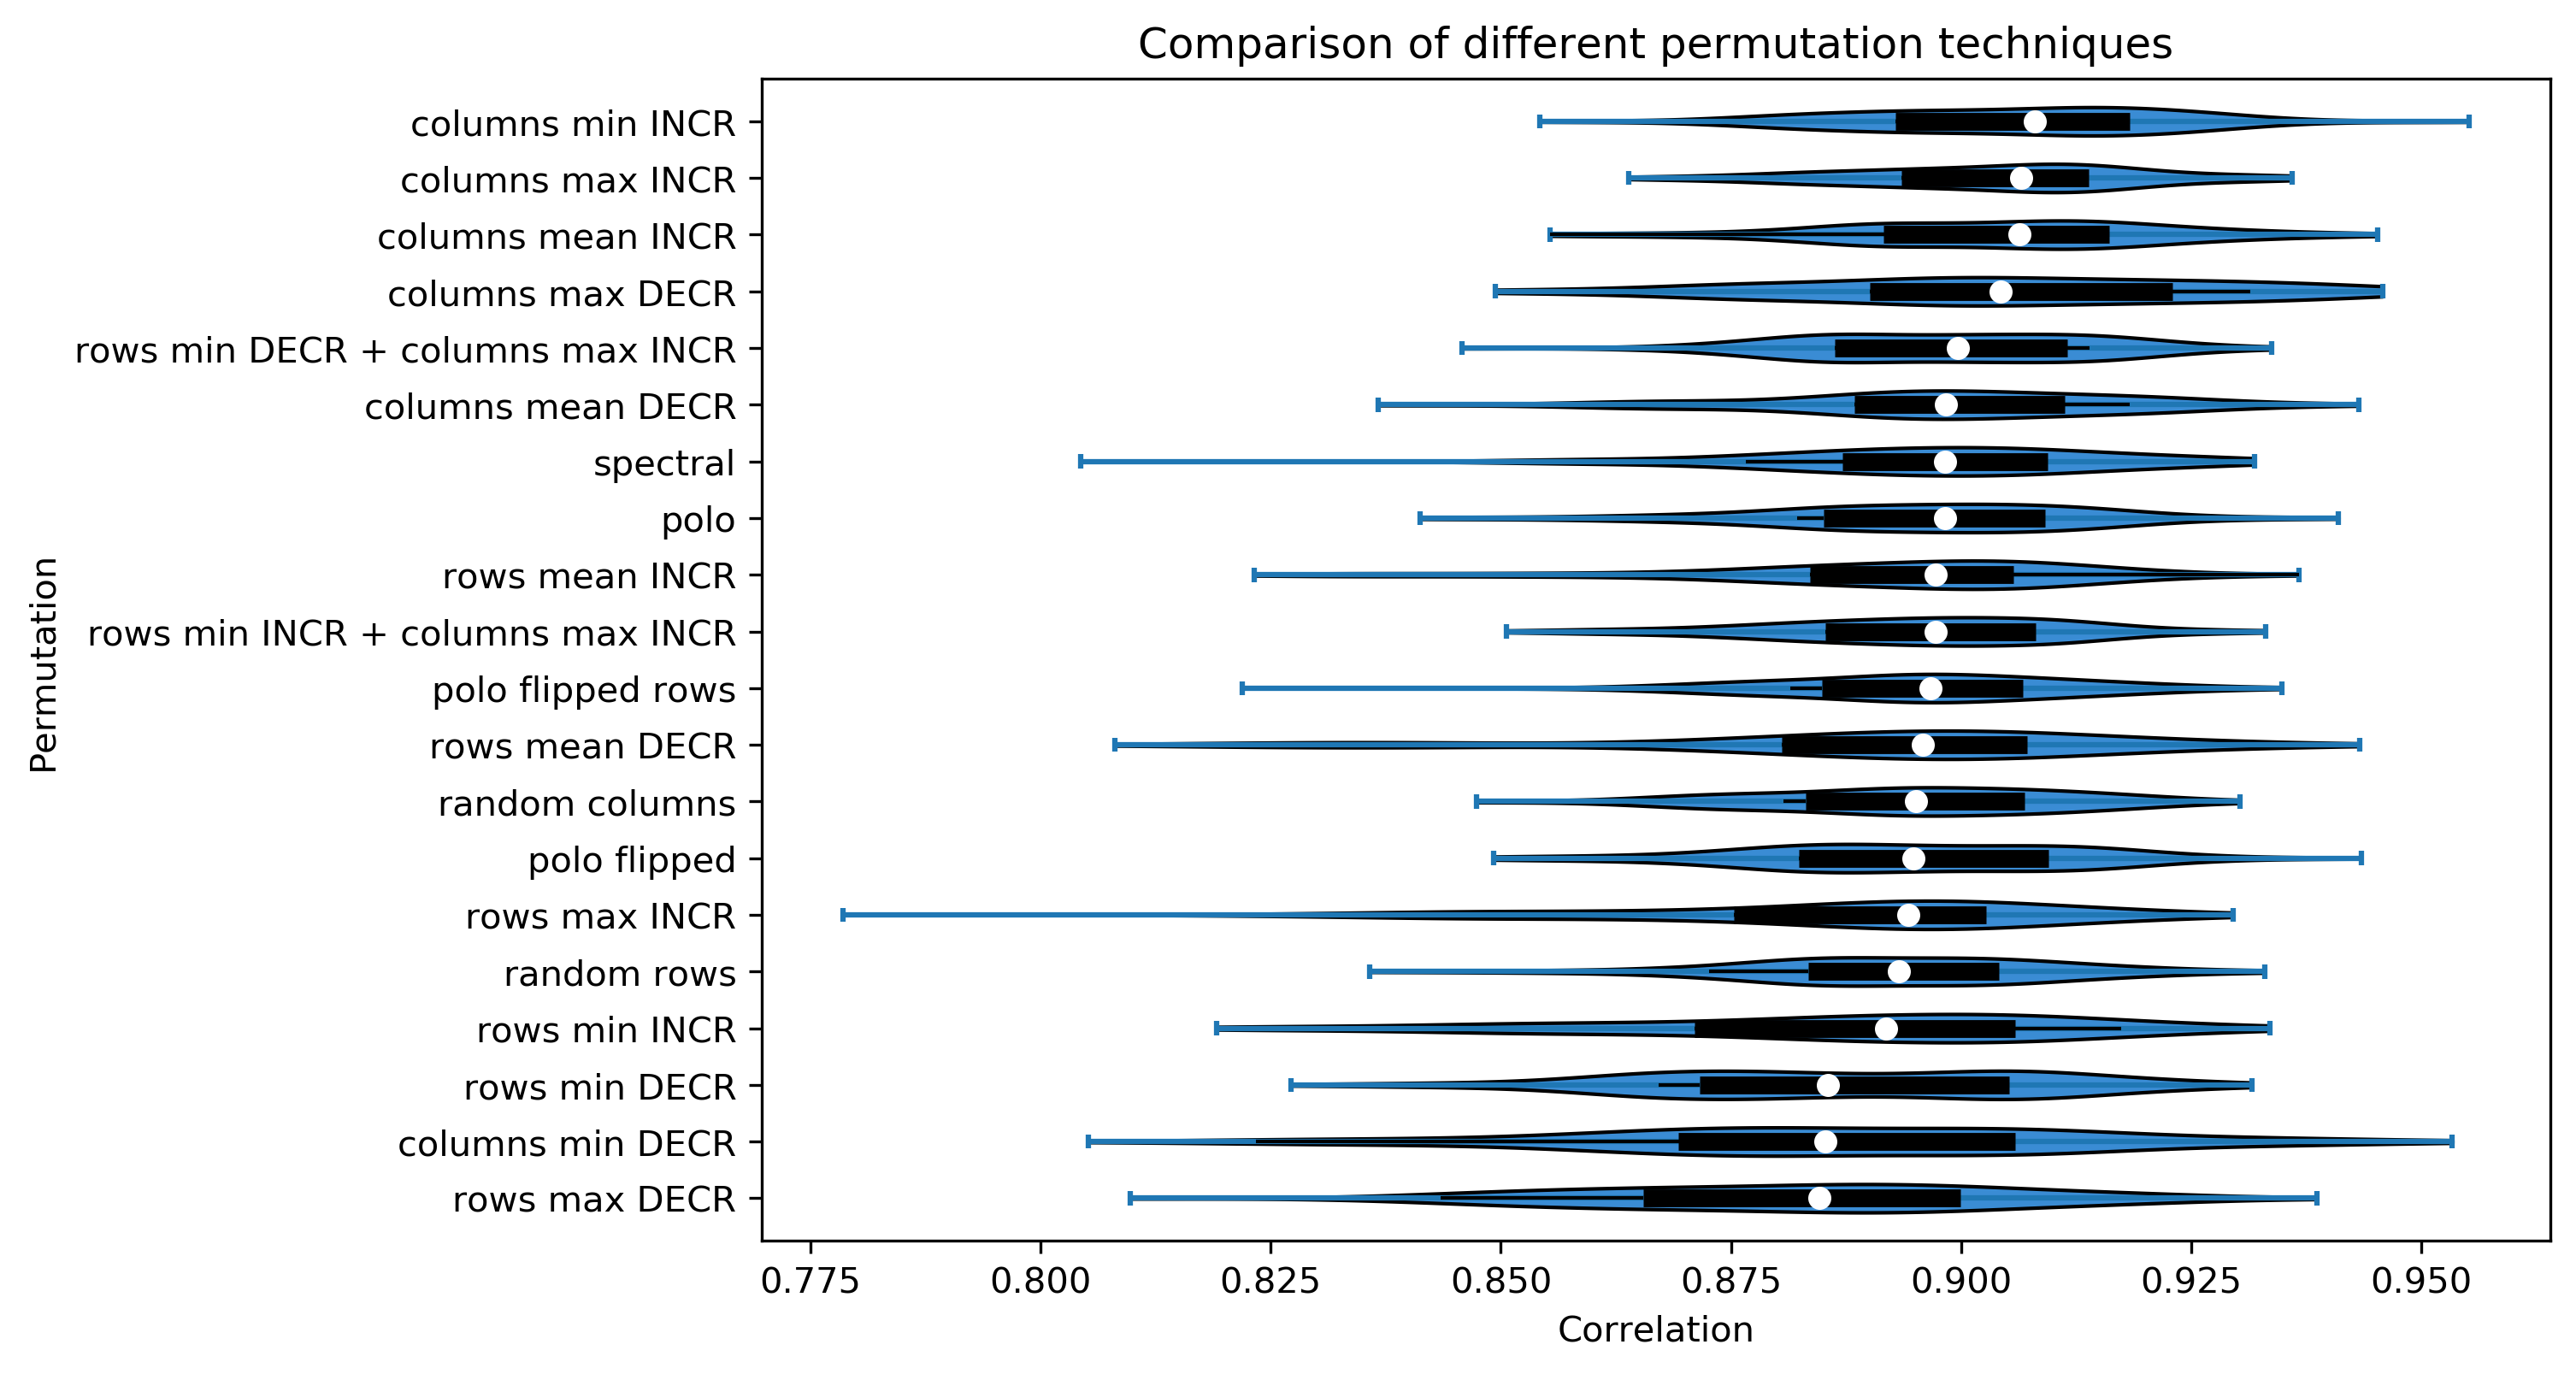 Comparison of different permutation techniques
columns min INCR
columns max INCR
columns mean INCR
columns max DECR
rows min DECR + columns max INCR
columns mean DECR
spectral
polo
rows mean INCR
rows min INCR + columns max INCR
polo flipped rows
rows mean DECR
random columns
polo flipped
rows max INCR
random rows
rows min INCR
rows min DECR
columns min DECR
rows max DECR
Permutation
0.775 0.800 0.825 0.850 0.875 0.900 0.925 0.950
Correlation